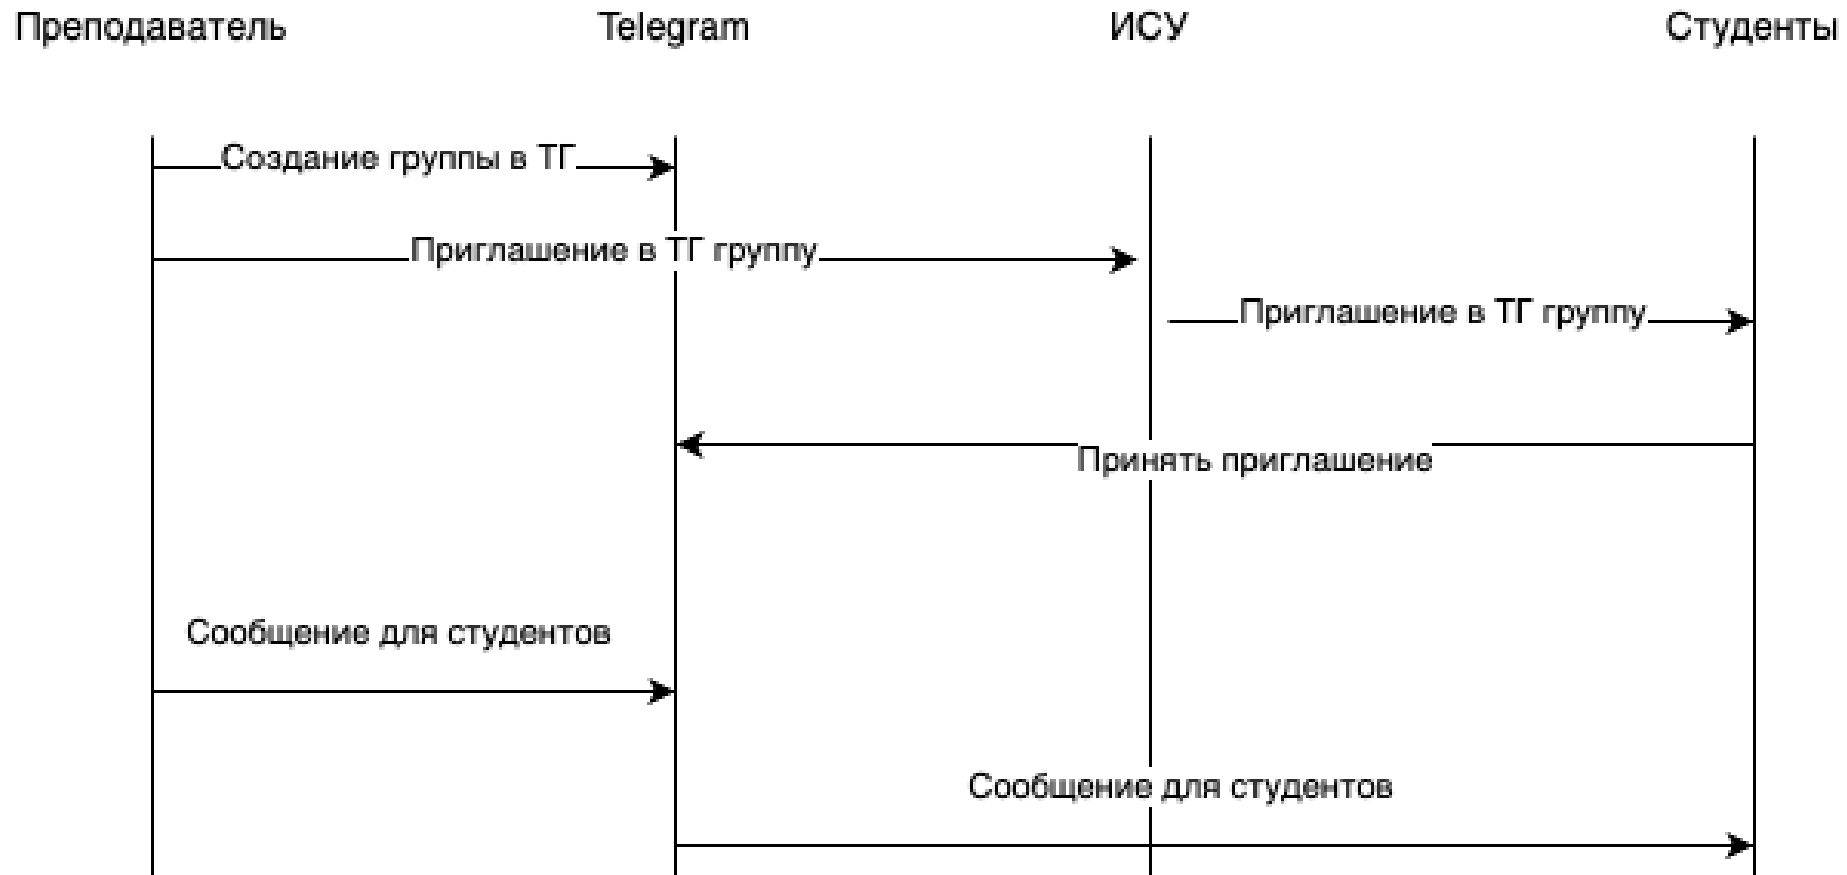 Преподаватель
Telegram
ИСУ
Студенты
Создание группы в ТГ
Приглашение в ТГ группу
Приглашение в ТГ группу
Принять приглашение
Сообщение для студентов
Сообщение для студентов